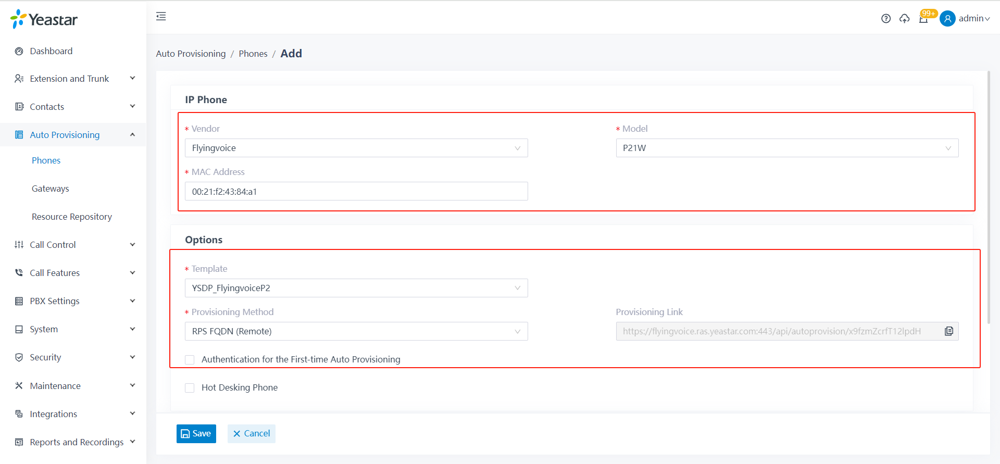 Yeastar
99+
admin
Dashboard
Extension and Trunk
Contacts
Auto Provisioning
Phones
Gateways
Resource Repository
Call Control
Call Features
PBX Settings
System
Security
Maintenance
Integrations
Reports and Recordings
Auto Provisioning / Phones / Add
IP Phone
* Vendor
Flyingvoice
* Model
P21W
* MAC Address
00:21:f2:43:84:a1
Options
* Template
YSDP_FlyingvoiceP2
* Provisioning Method
RPS FQDN (Remote)
Provisioning Link
https://flyingvoice.ras.yeastar.com:443/api/autoprovision/x9fzmZcrfT12lpdH
Authentication for the First-time Auto Provisioning
Hot Desking Phone
Save
Cancel